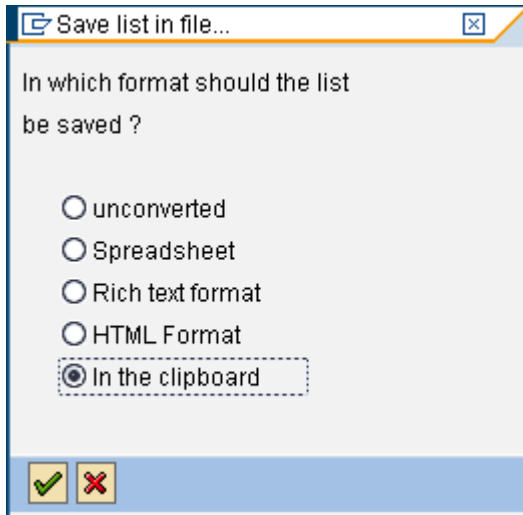 Save list in file...
In which format should the list
be saved ?
unconverted
Spreadsheet
Rich text format
HTML Format
In the clipboard